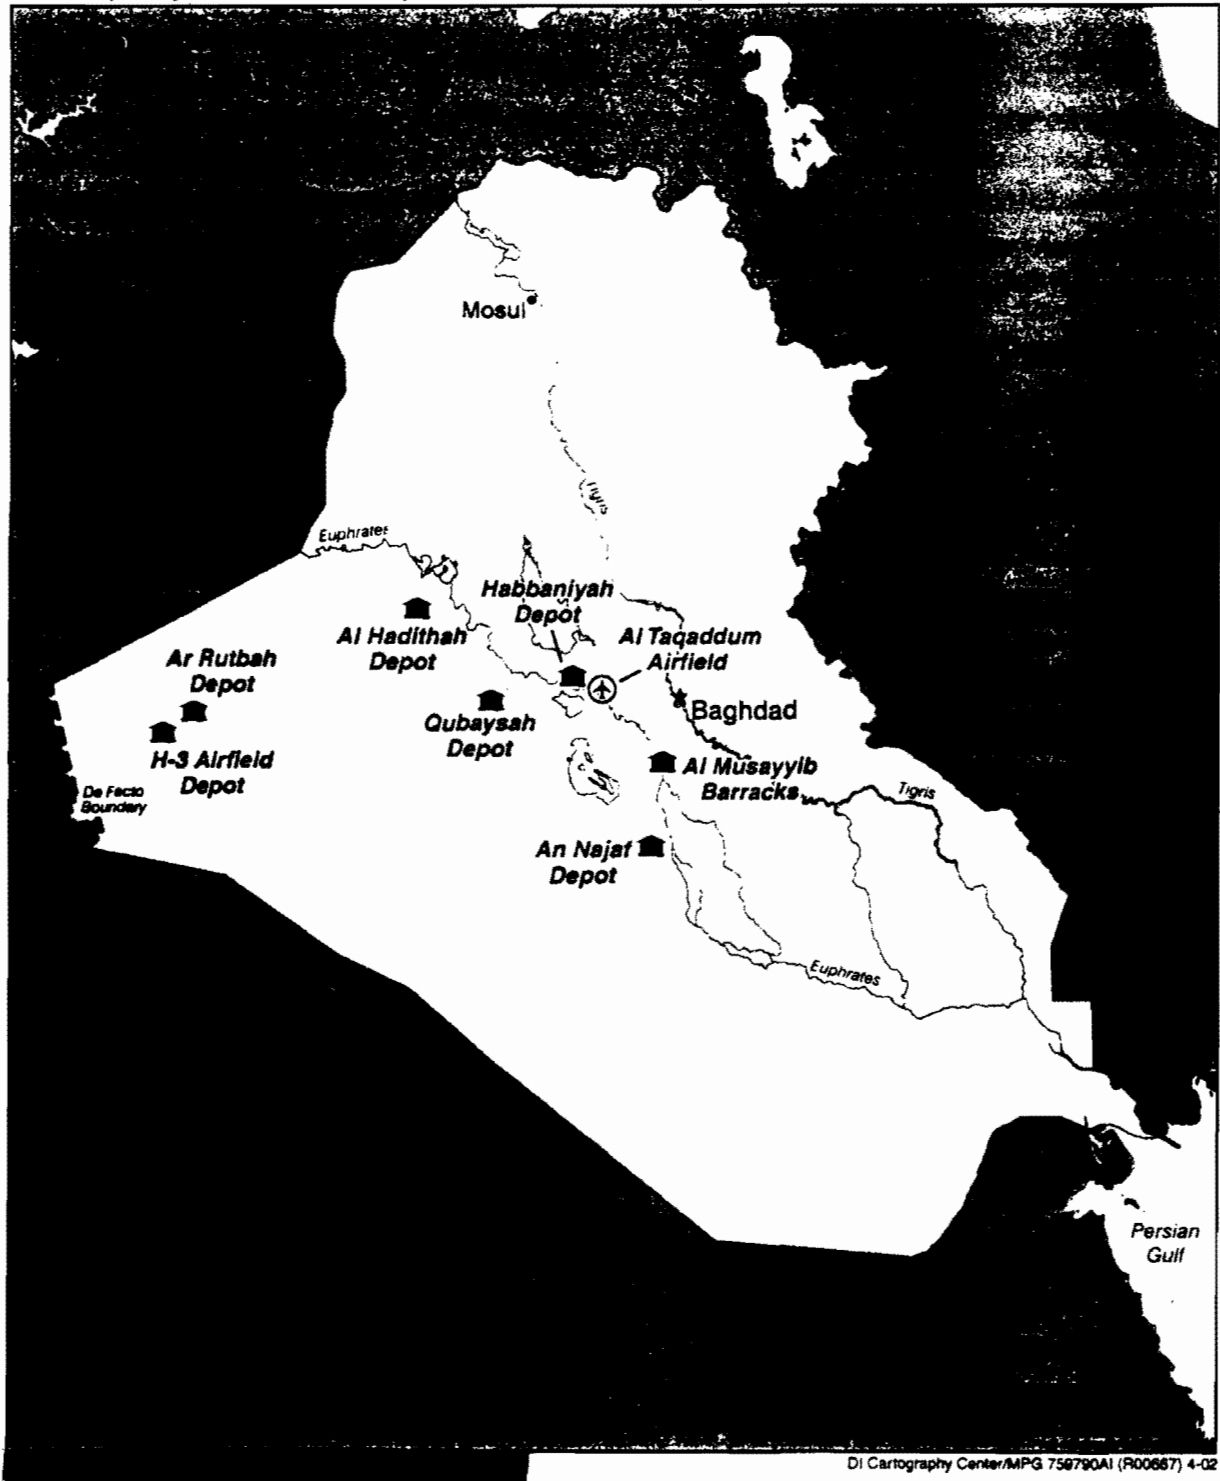 Mosul
Tigris
Euphrates
Habbaniyah
Depot
Al Hadithah
Depot
Al Taqaddum
Airfield
Ar Rutbah
Depot
Baghdad
Qubaysah
Depot
H-3 Airfield
Depot
De Facto
Boundary
Al Musayyib
Barracks
Tigris
An Najaf
Depot
Euphrates
Persian
Gulf
DI Cartography Center/MPG 759790AI (R00667) 4-02